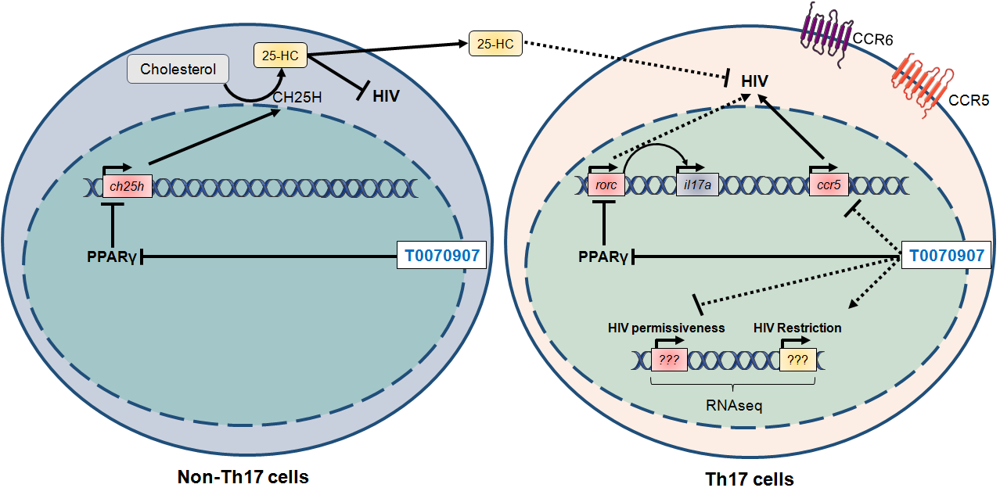 CCR6
25-HC
25-HC
Cholesterol
HIV
CCR5
CH25H
HIV
ch25h
rorc
il17a
ccr5
PPARγ
T0070907
PPARγ
T0070907
HIV permissiveness
HIV Restriction
???
???
RNAseq
Non-Th17 cells
Th17 cells